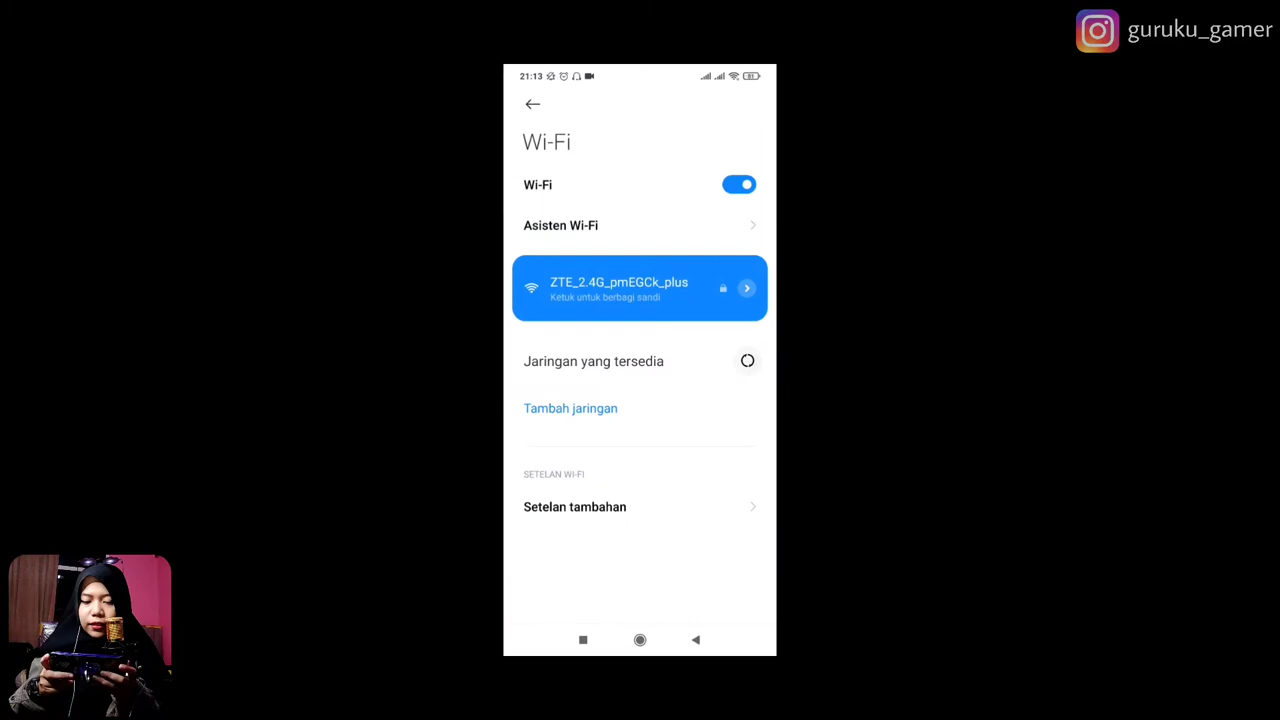 guruku_gamer
21:13
Wi-Fi
Wi-Fi
Asisten Wi-Fi
ZTE_2.4G_pmEGCk_plus
Ketuk untuk berbagi sandi
Jaringan yang tersedia
Tambah jaringan
SETELAN WI-FI
Setelan tambahan